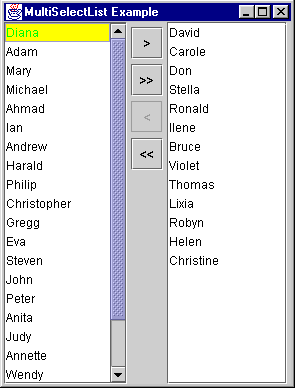 MultiSelectList Example
Diana
Adam
Mary
Michael
Ahmad
Ian
Andrew
Harald
Philip
Christopher
Gregg
Eva
Steven
John
Peter
Anita
Judy
Annette
Wendy
>
>>
<
<<
David
Carole
Don
Stella
Ronald
Ilene
Bruce
Violet
Thomas
Lixia
Robyn
Helen
Christine